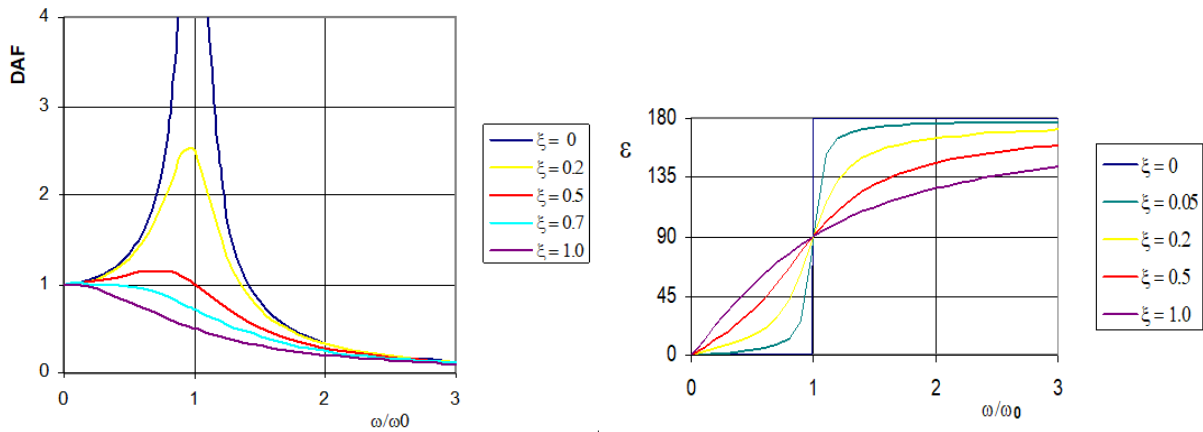 DAF
4
3
2
1
0
0 1 2 3
ω/ω0
ξ = 0
ξ = 0.2
ξ = 0.5
ξ = 0.7
ξ = 1.0
ε
180
135
90
45
0
0 1 2 3
ω/ω0
ξ = 0
ξ = 0.05
ξ = 0.2
ξ = 0.5
ξ = 1.0